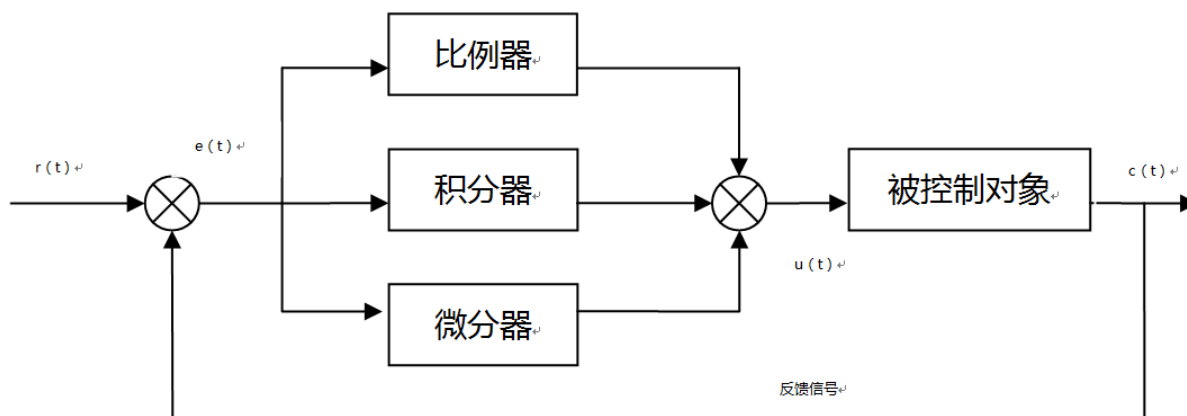 比例器
e(t)
r(t)
积分器
被控制对象
c(t)
u(t)
微分器
反馈信号